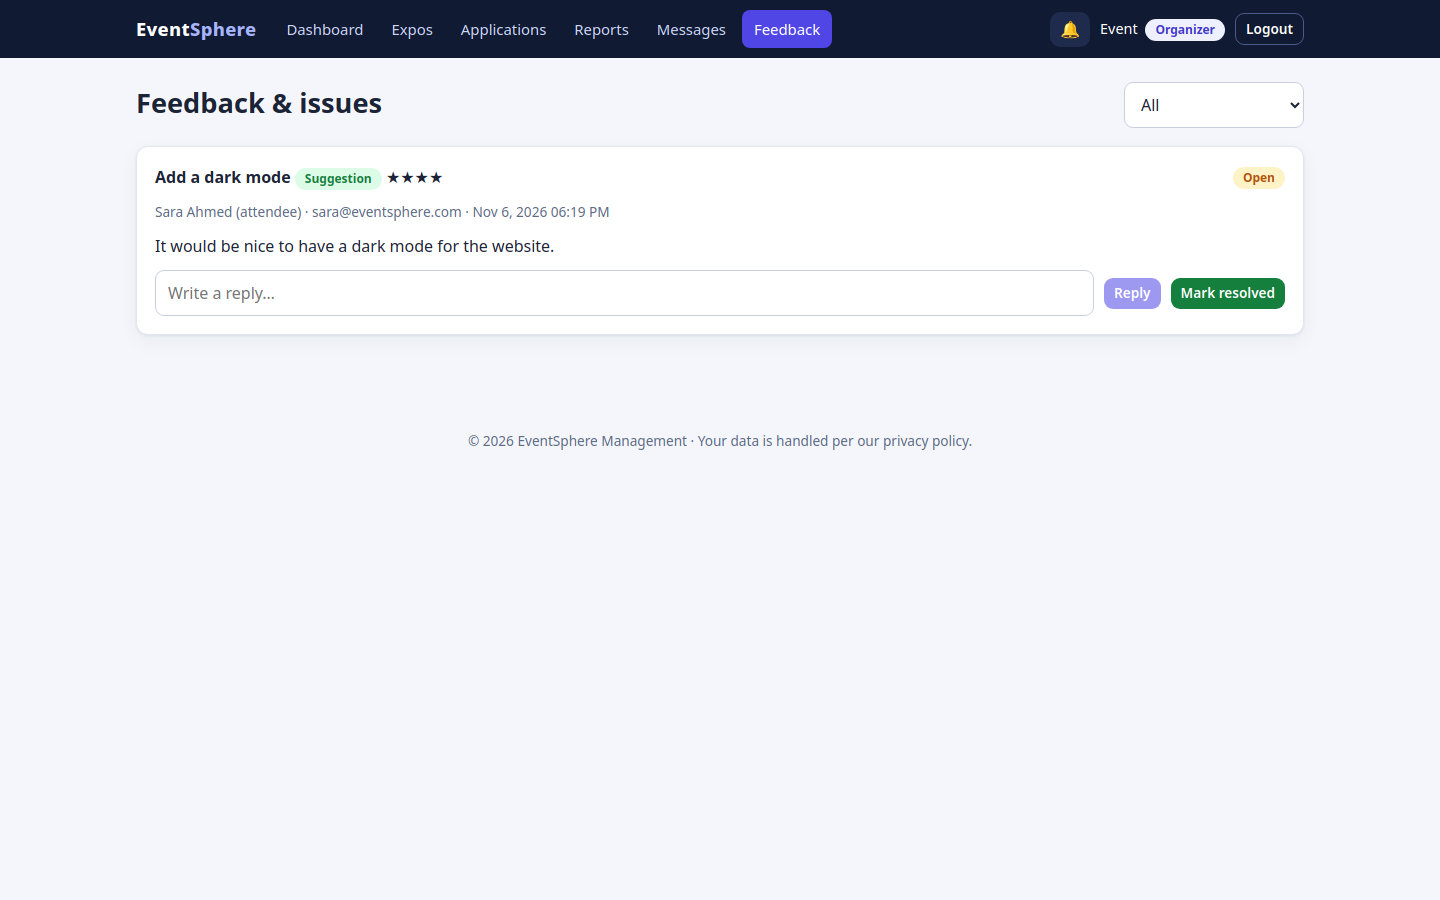 EventSphere Dashboard Expos Applications Reports Messages Feedback 🔔 Event Organizer Logout
Feedback & issues All
Add a dark mode Suggestion ★★★★ Open
Sara Ahmed (attendee) · sara@eventsphere.com · Nov 6, 2026 06:19 PM
It would be nice to have a dark mode for the website.
Write a reply... Reply Mark resolved
© 2026 EventSphere Management · Your data is handled per our privacy policy.